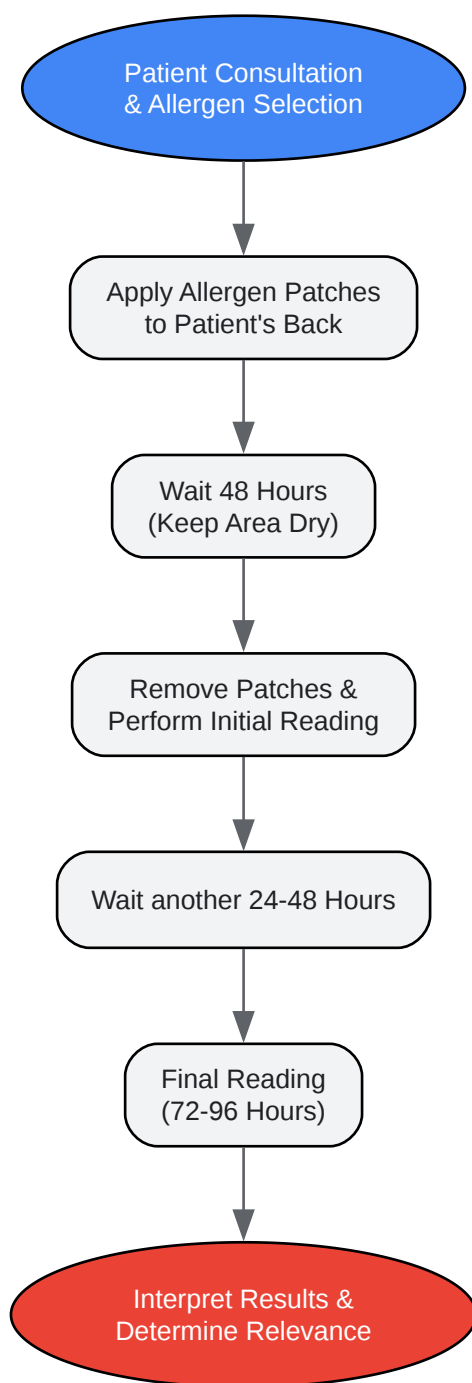 Patient Consultation
& Allergen Selection
Apply Allergen Patches
to Patient's Back
Wait 48 Hours
(Keep Area Dry)
Remove Patches &
Perform Initial Reading
Wait another 24-48 Hours
Final Reading
(72-96 Hours)
Interpret Results &
Determine Relevance